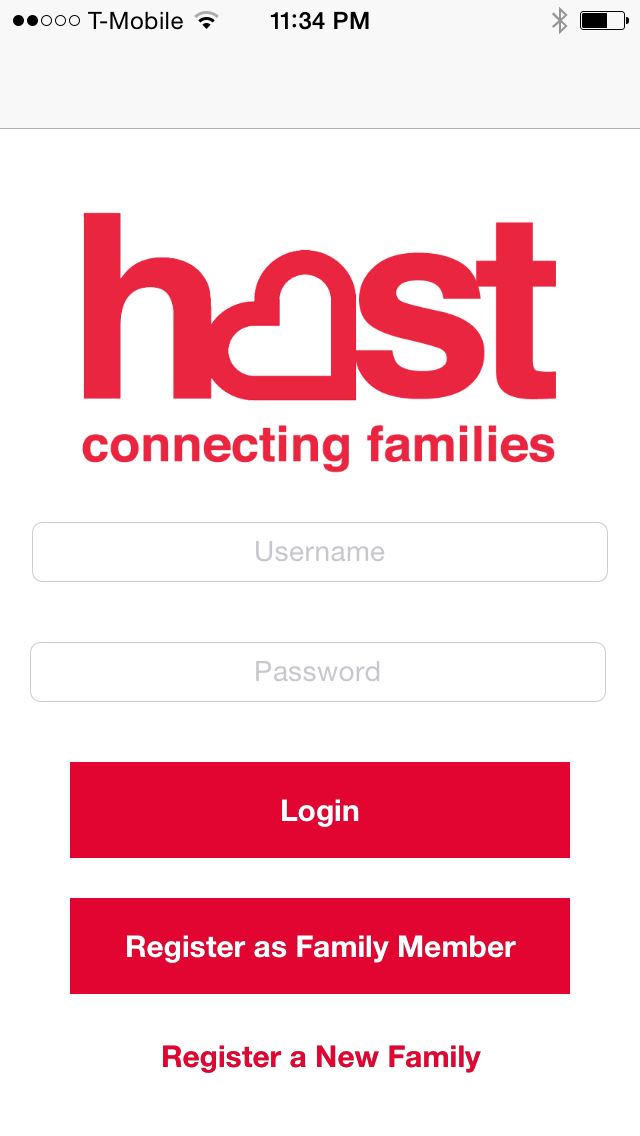 T-Mobile 11:34 PM
host
connecting families
Username
Password
Login
Register as Family Member
Register a New Family